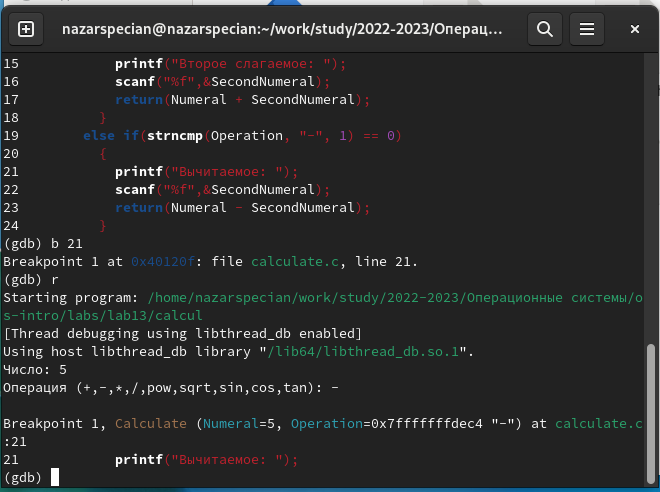 nazarspecian@nazarspecian:~/work/study/2022-2023/Операц...
15 printf("Второе слагаемое: ");
16 scanf("%f",&SecondNumeral);
17 return(Numeral + SecondNumeral);
18 }
19 else if(strncmp(Operation, "-", 1) == 0)
20 {
21 printf("Вычитаемое: ");
22 scanf("%f",&SecondNumeral);
23 return(Numeral - SecondNumeral);
24 }
(gdb) b 21
Breakpoint 1 at 0x40120f: file calculate.c, line 21.
(gdb) r
Starting program: /home/nazarspecian/work/study/2022-2023/Операционные системы/o
s-intro/labs/lab13/calcul
[Thread debugging using libthread_db enabled]
Using host libthread_db library "/lib64/libthread_db.so.1".
Число: 5
Операция (+,-,*,/,pow,sqrt,sin,cos,tan): -
Breakpoint 1, Calculate (Numeral=5, Operation=0x7fffffffdec4 "-") at calculate.c
:21
21 printf("Вычитаемое: ");
(gdb)